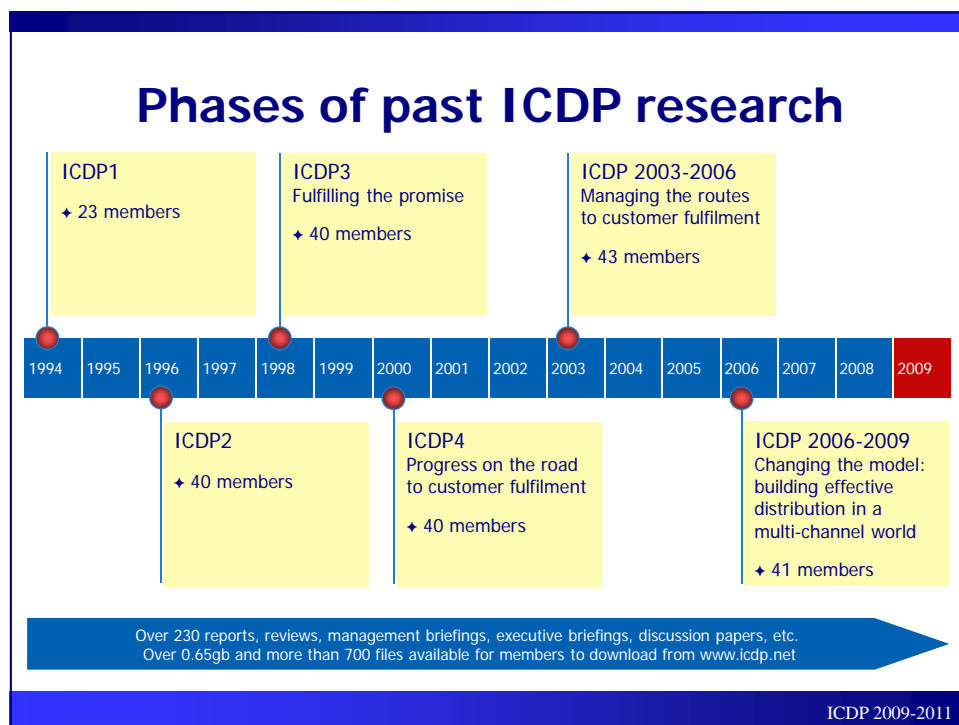 Phases of past ICDP research
ICDP1
✦ 23 members
ICDP3
Fulfilling the promise
✦ 40 members
ICDP 2003-2006
Managing the routes
to customer fulfilment
✦ 43 members
1994 1995 1996 1997 1998 1999 2000 2001 2002 2003 2004 2005 2006 2007 2008 2009
ICDP2
✦ 40 members
ICDP4
Progress on the road
to customer fulfilment
✦ 40 members
ICDP 2006-2009
Changing the model:
building effective
distribution in a
multi-channel world
✦ 41 members
Over 230 reports, reviews, management briefings, executive briefings, discussion papers, etc.
Over 0.65gb and more than 700 files available for members to download from www.icdp.net
ICDP 2009-2011